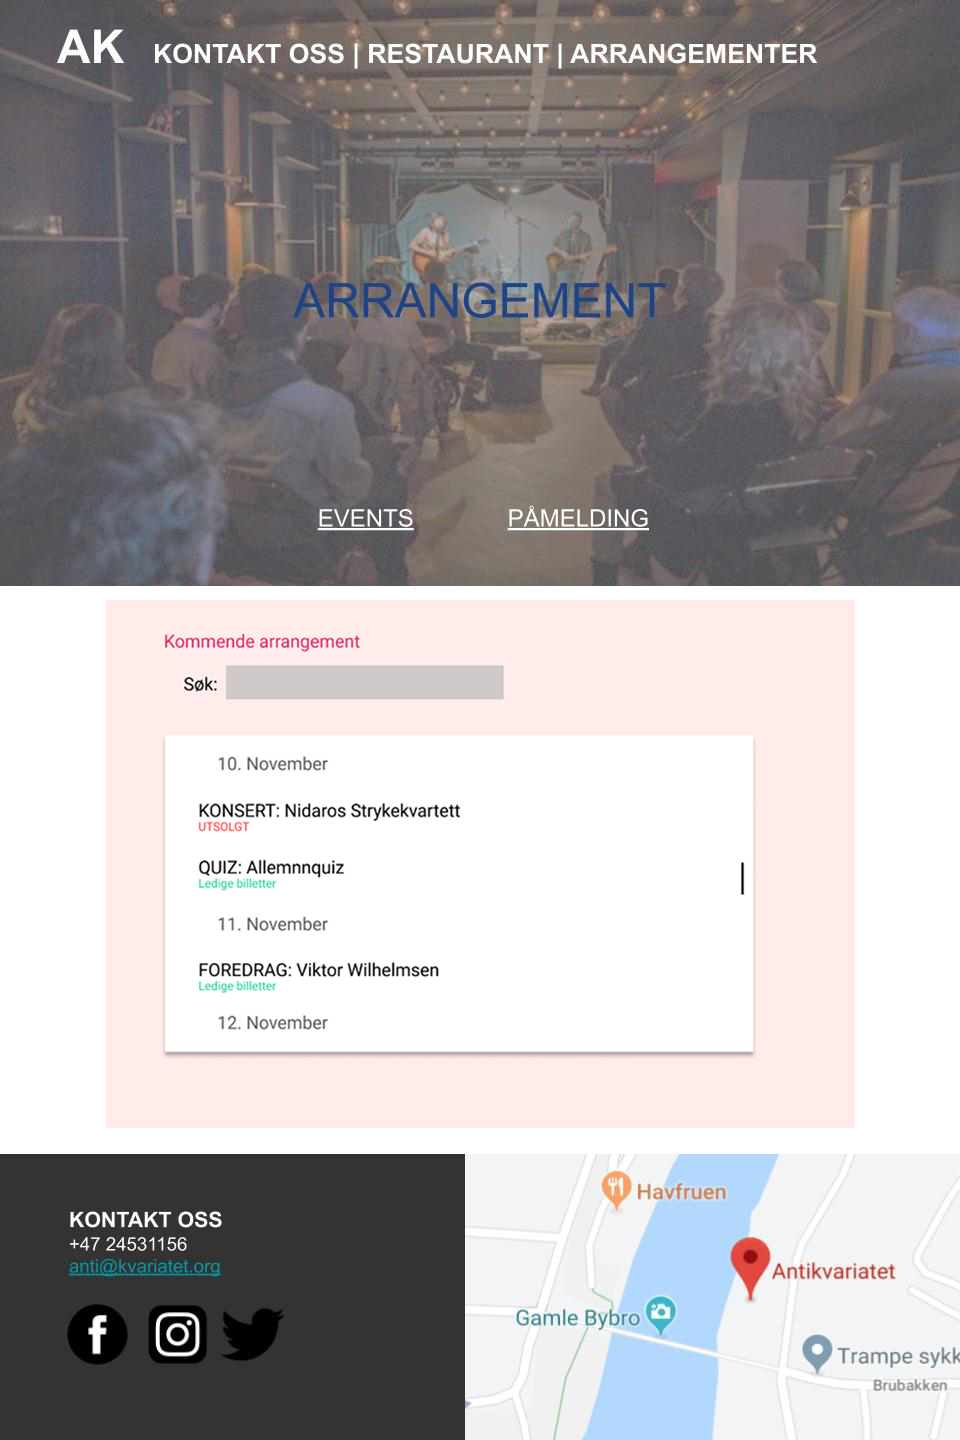 AK KONTAKT OSS | RESTAURANT | ARRANGEMENTER
ARRANGEMENT
EVENTS PÅMELDING
Kommende arrangement
Søk:
10. November
KONSERT: Nidaros Strykekvartett
UTSOLGT
QUIZ: Allemnnquiz
Ledige billetter
11. November
FOREDRAG: Viktor Wilhelmsen
Ledige billetter
12. November
KONTAKT OSS
+47 24531156
anti@kvariatet.org
Havfruen
Antikvariatet
Gamle Bybro
Trampe sykk
Brubakken